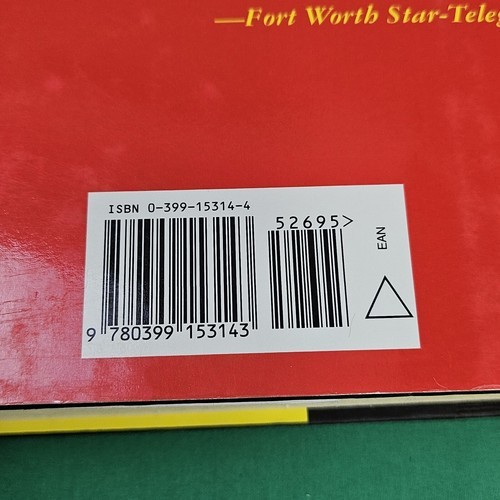 —Fort Worth Star-Teleg
ISBN 0-399-15314-4
52695>
EAN
9 780399 153143